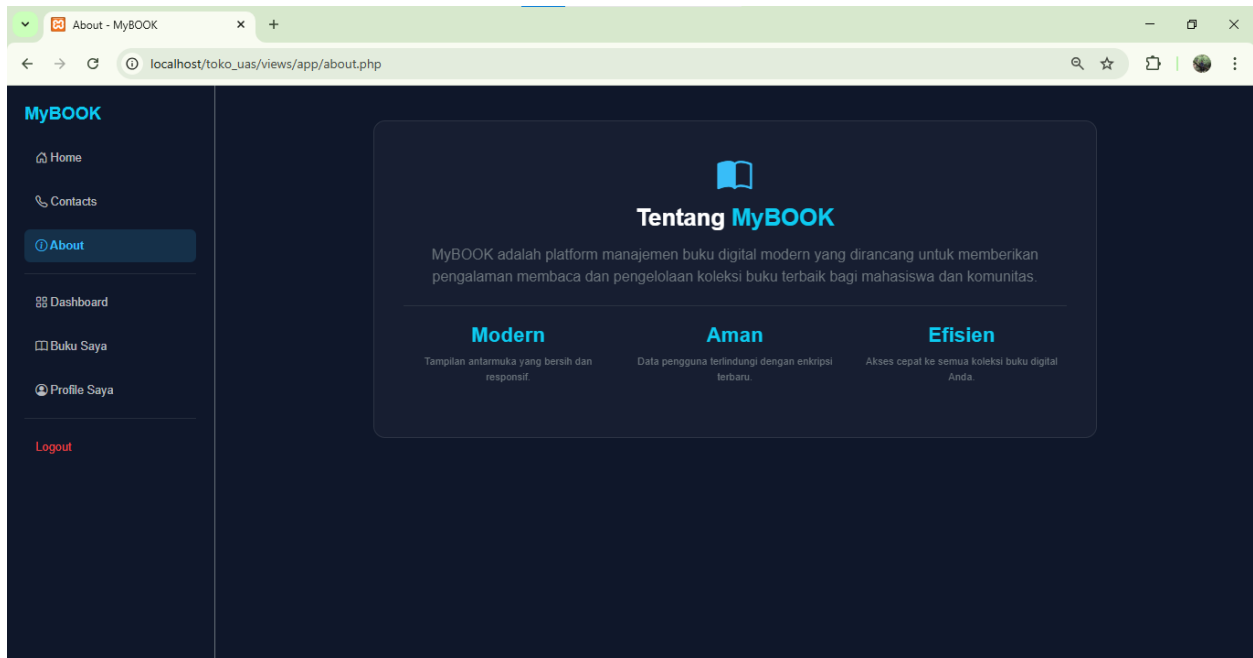 About - MyBOOK
localhost/toko_uas/views/app/about.php
MyBOOK
Home
Contacts
About
Dashboard
Buku Saya
Profile Saya
Logout
Tentang MyBOOK
MyBOOK adalah platform manajemen buku digital modern yang dirancang untuk memberikan
pengalaman membaca dan pengelolaan koleksi buku terbaik bagi mahasiswa dan komunitas.
Modern
Tampilan antarmuka yang bersih dan
responsif.
Aman
Data pengguna terlindungi dengan enkripsi
terbaru.
Efisien
Akses cepat ke semua koleksi buku digital
Anda.